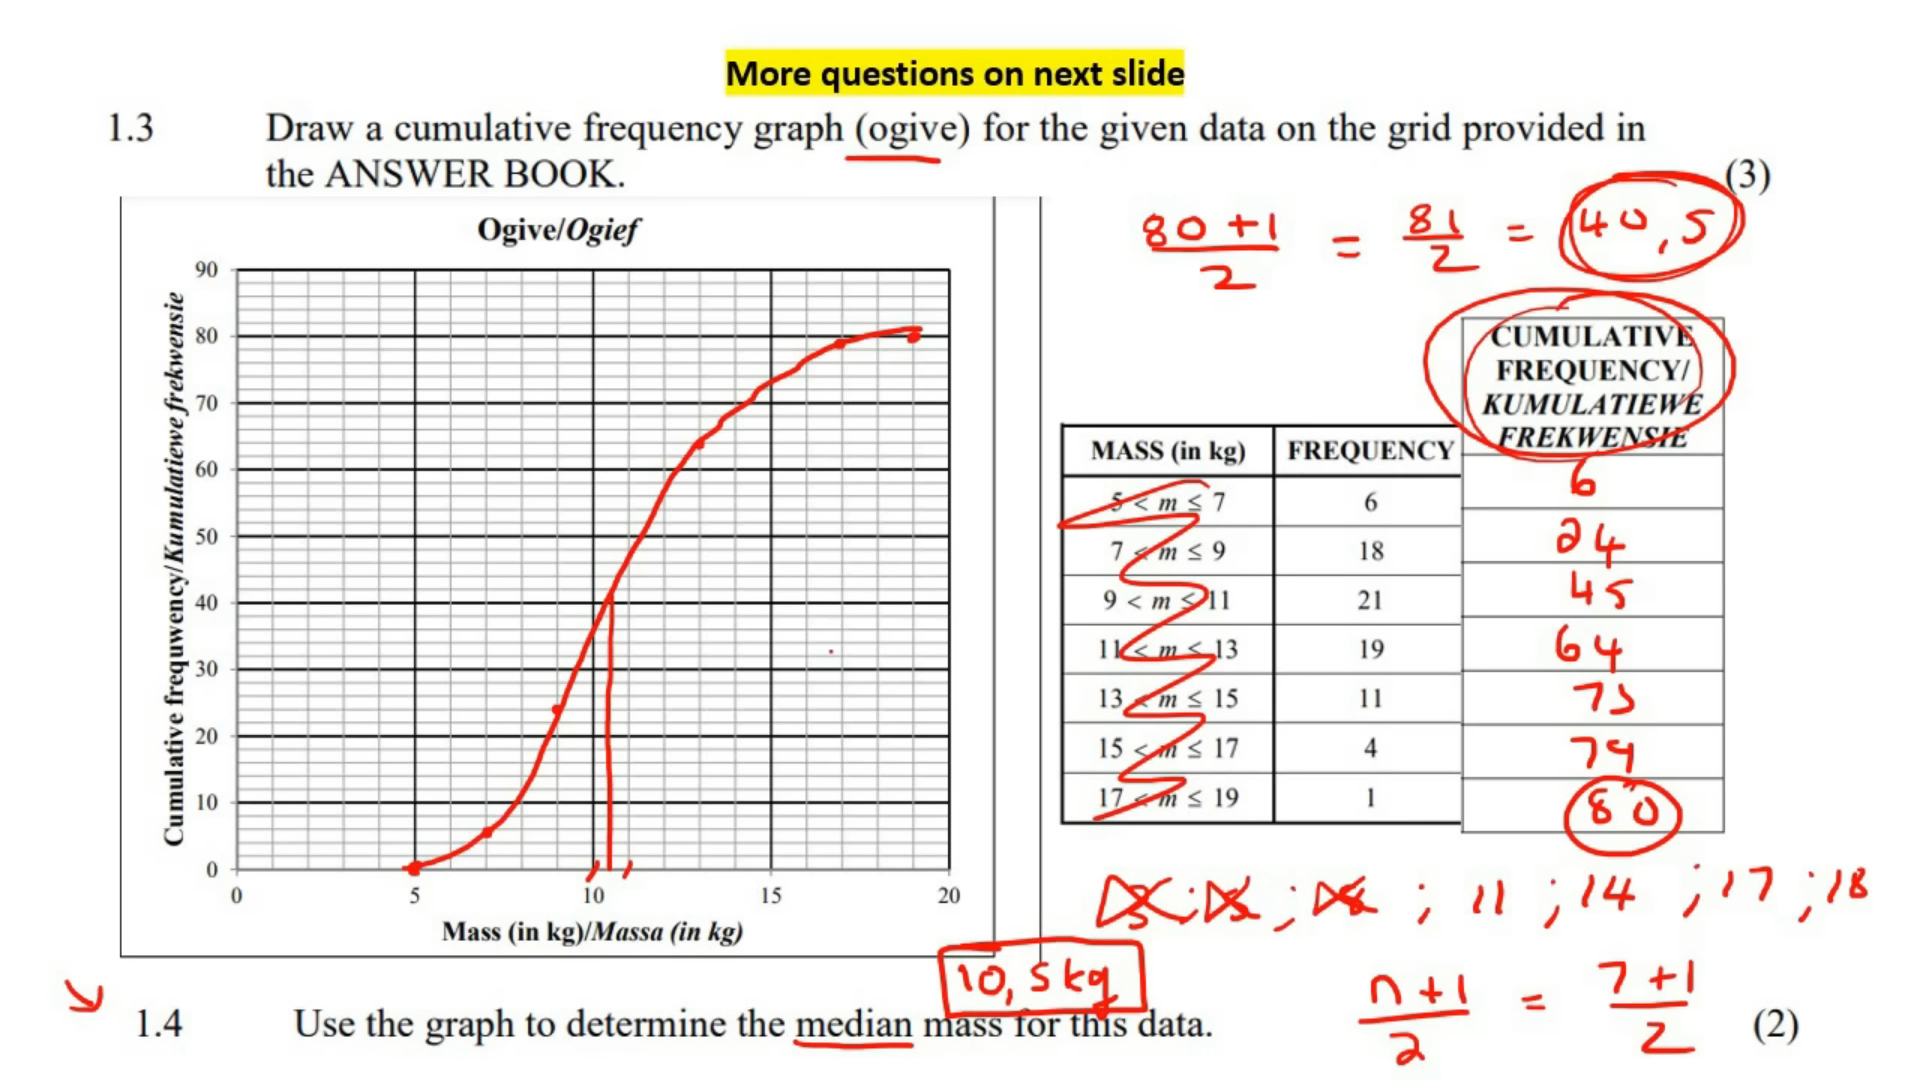 More questions on next slide
1.3 Draw a cumulative frequency graph (ogive) for the given data on the grid provided in
the ANSWER BOOK.
(3)
Ogive/Ogief
90
80
70
60
50
40
30
20
10
0
Cumulative frequwency/Kumulatiewe frekwensie
0 5 10 15 20
Mass (in kg)/Massa (in kg)
80+1/2 = 81/2 = 40,5
CUMULATIVE
FREQUENCY/
KUMULATIEWE
FREKWENSIE
MASS (in kg) FREQUENCY
5 < m ≤ 7 6 6
7 < m ≤ 9 18 24
9 < m ≤ 11 21 45
11 < m ≤ 13 19 64
13 < m ≤ 15 11 75
15 < m ≤ 17 4 79
17 < m ≤ 19 1 80
; ; ; 11 ; 14 ; 17 ; 18
10,5kg
n+1/2 = 7+1/2
1.4 Use the graph to determine the median mass for this data. (2)